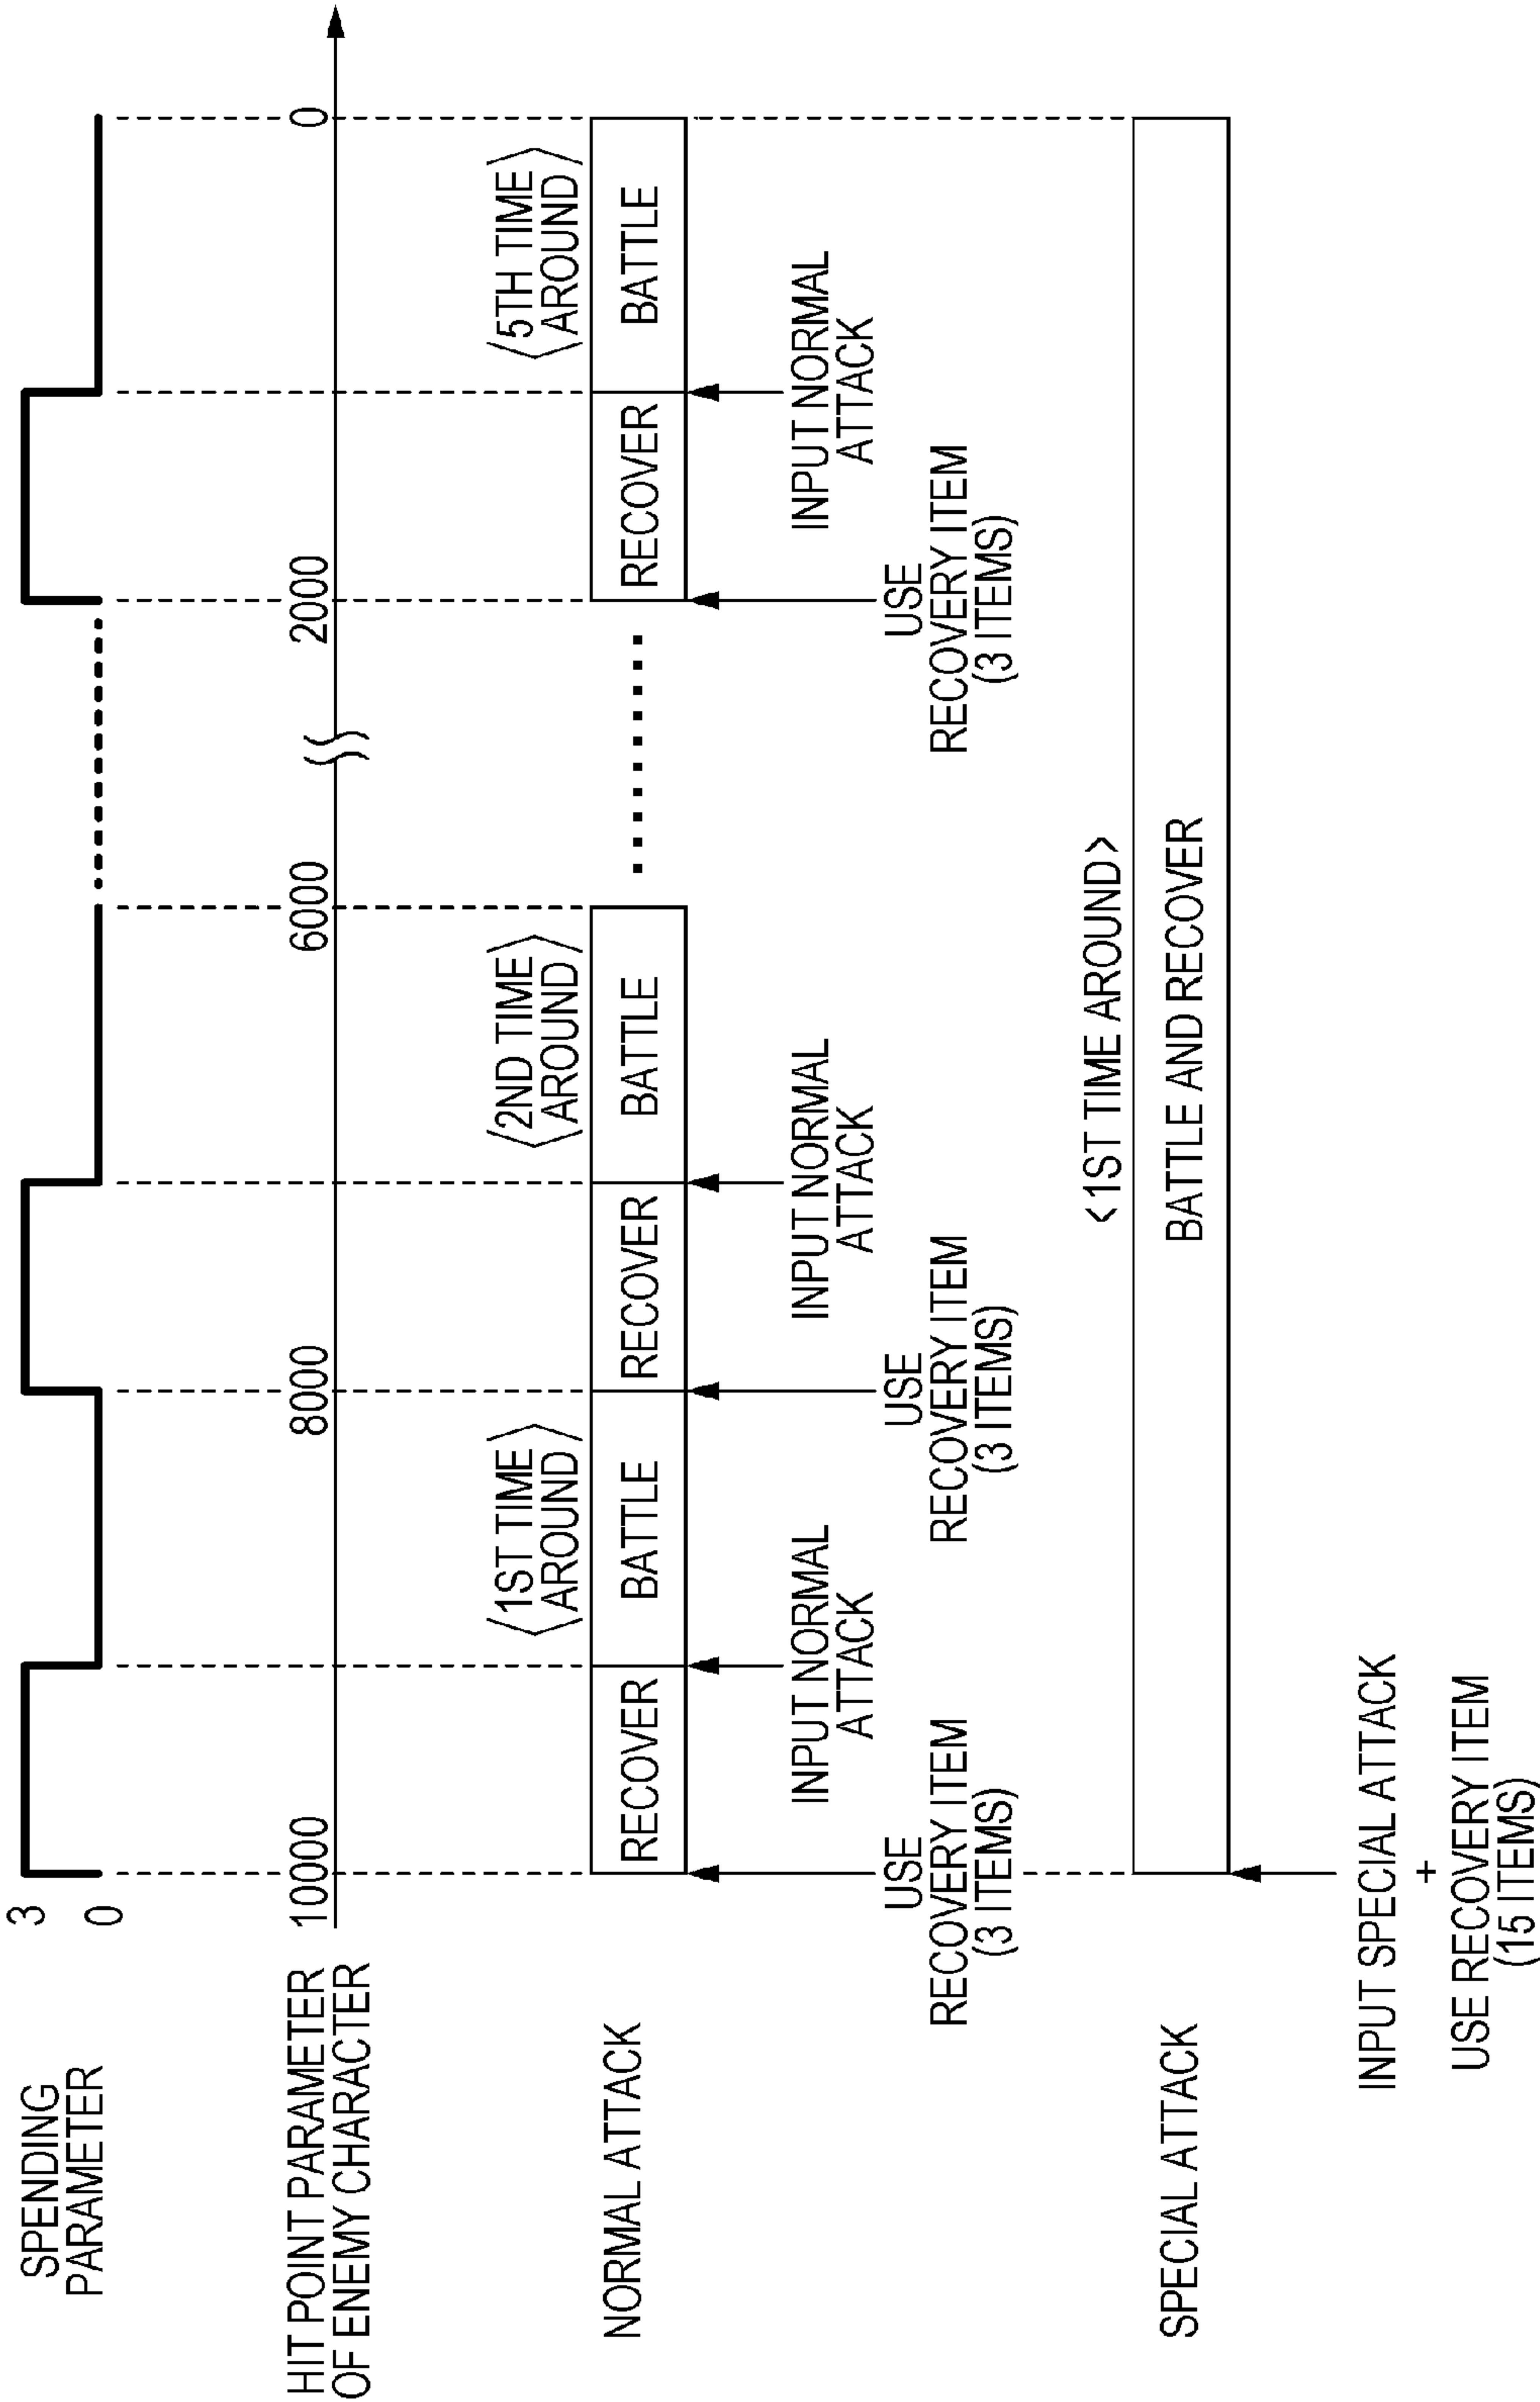 SPENDING
PARAMETER
3
0
HIT POINT PARAMETER
OF ENEMY CHARACTER
10000
8000
6000
2000
0
NORMAL ATTACK
<1ST TIME
AROUND>
<2ND TIME
AROUND>
<5TH TIME
AROUND>
RECOVER
BATTLE
RECOVER
BATTLE
RECOVER
BATTLE
INPUT NORMAL
ATTACK
INPUT NORMAL
ATTACK
INPUT NORMAL
ATTACK
USE
RECOVERY ITEM
(3 ITEMS)
USE
RECOVERY ITEM
(3 ITEMS)
USE
RECOVERY ITEM
(3 ITEMS)
<1ST TIME AROUND>
SPECIAL ATTACK
BATTLE AND RECOVER
INPUT SPECIAL ATTACK
+
USE RECOVERY ITEM
(15 ITEMS)